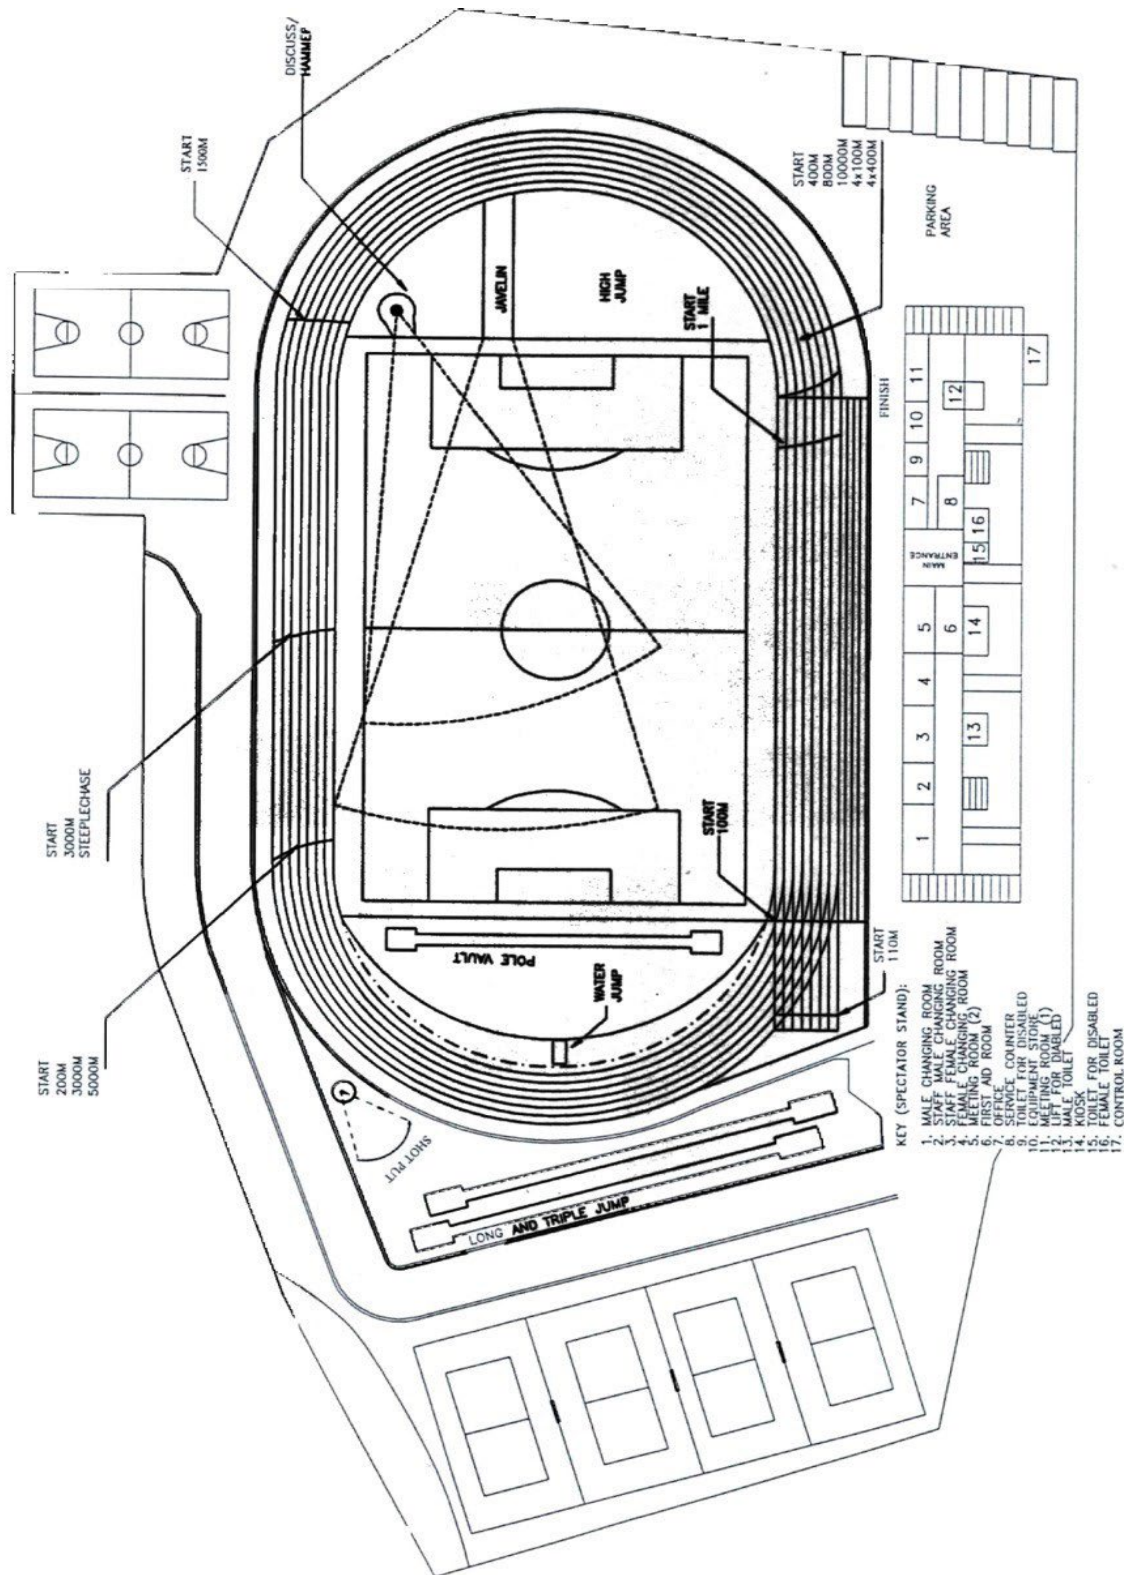 DISCUSS/
HAMMER
START
1500M
START
400M
800M
10000M
4x100M
4x400M
PARKING
AREA
JAVELIN
HIGH
JUMP
START
1 MILE
FINISH
START
3000M
STEEPLECHASE
START
200M
3000M
5000M
START
100M
POLE VAULT
WATER
JUMP
START
110M
SHOT PUT
LONG AND TRIPLE JUMP
1
2
3
4
5
6
MAIN
ENTRANCE
7
8
9
10
11
12
13
14
15
16
17
KEY (SPECTATOR STAND):
1. MALE CHANGING ROOM
2. STAFF MALE CHANGING ROOM
3. STAFF FEMALE CHANGING ROOM
4. FEMALE CHANGING ROOM
5. MEETING ROOM (2)
6. FIRST AID ROOM
7. OFFICE
8. SERVICE COUNTER
9. TOILET FOR DISABLED
10. EQUIPMENT STORE
11. MEETING ROOM (1)
12. LIFT FOR DIABLED
13. MALE TOILET
14. KIOSK
15. TOILET FOR DISABLED
16. FEMALE TOILET
17. CONTROL ROOM